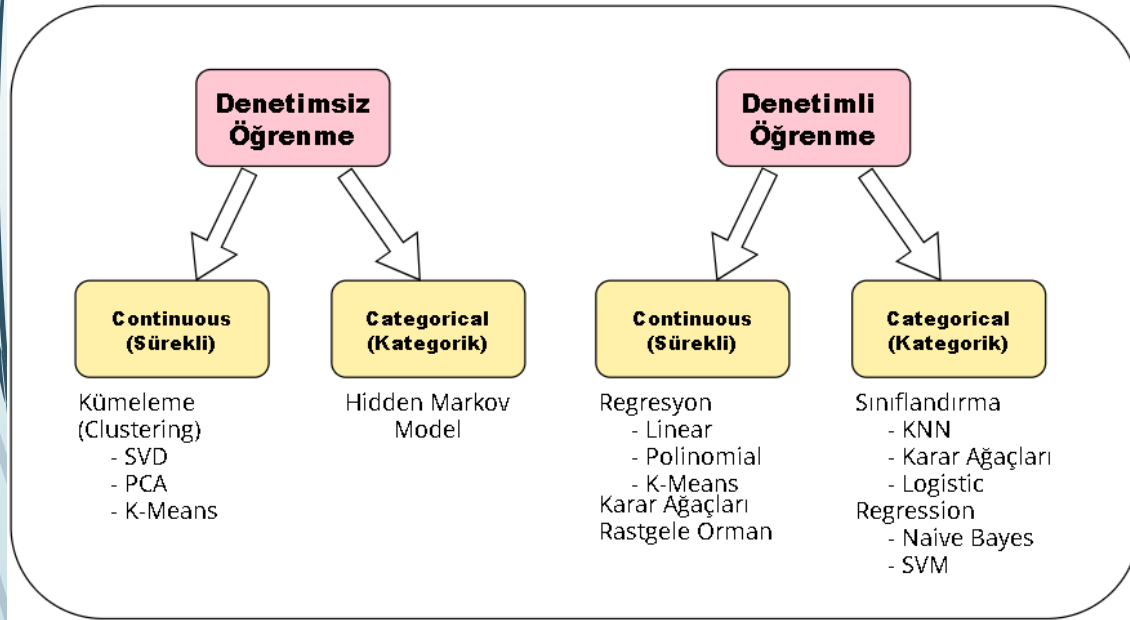 Denetimsiz
Öğrenme
Denetimli
Öğrenme
Continuous
(Sürekli)
Categorical
(Kategorik)
Continuous
(Sürekli)
Categorical
(Kategorik)
Kümeleme
(Clustering)
- SVD
- PCA
- K-Means
Hidden Markov
Model
Regresyon
- Linear
- Polinomial
- K-Means
Karar Ağaçları
Rastgele Orman
Sınıflandırma
- KNN
- Karar Ağaçları
- Logistic
Regression
- Naive Bayes
- SVM